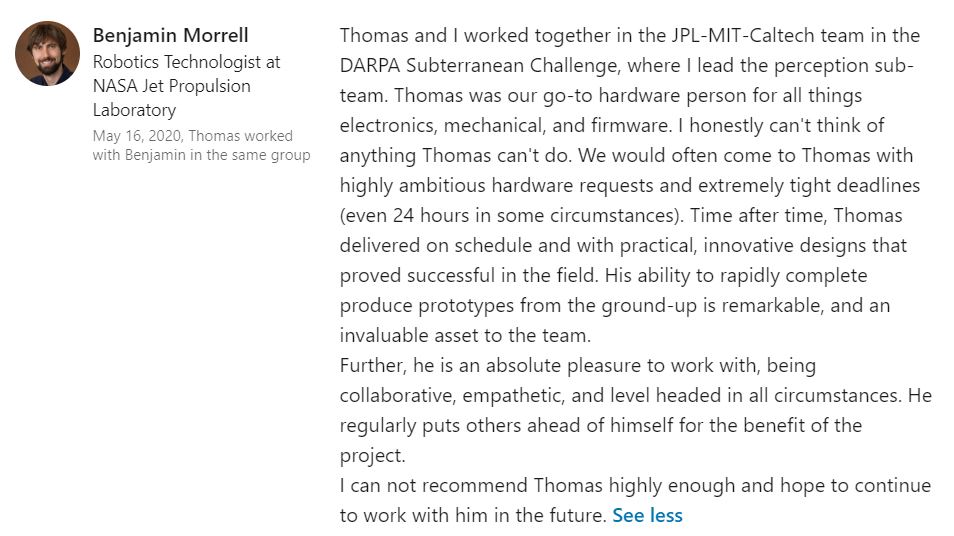 Benjamin Morrell
Robotics Technologist at
NASA Jet Propulsion
Laboratory
May 16, 2020, Thomas worked
with Benjamin in the same group
Thomas and I worked together in the JPL-MIT-Caltech team in the
DARPA Subterranean Challenge, where I lead the perception sub-
team. Thomas was our go-to hardware person for all things
electronics, mechanical, and firmware. I honestly can't think of
anything Thomas can't do. We would often come to Thomas with
highly ambitious hardware requests and extremely tight deadlines
(even 24 hours in some circumstances). Time after time, Thomas
delivered on schedule and with practical, innovative designs that
proved successful in the field. His ability to rapidly complete
produce prototypes from the ground-up is remarkable, and an
invaluable asset to the team.
Further, he is an absolute pleasure to work with, being
collaborative, empathetic, and level headed in all circumstances. He
regularly puts others ahead of himself for the benefit of the
project.
I can not recommend Thomas highly enough and hope to continue
to work with him in the future. See less